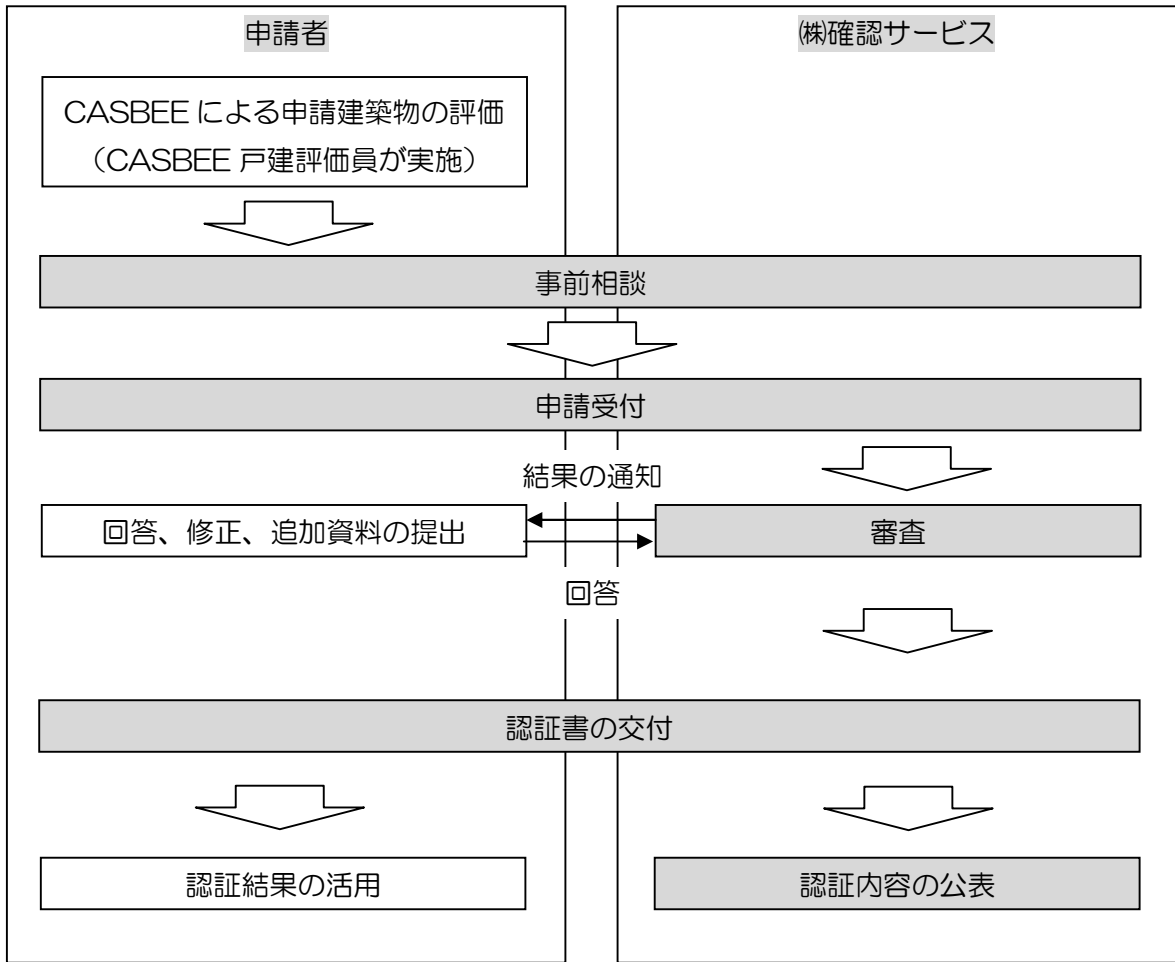 申請者
㈱確認サービス
CASBEE による申請建築物の評価
（CASBEE 戸建評価員が実施）
事前相談
申請受付
結果の通知
回答、修正、追加資料の提出
審査
回答
認証書の交付
認証結果の活用
認証内容の公表